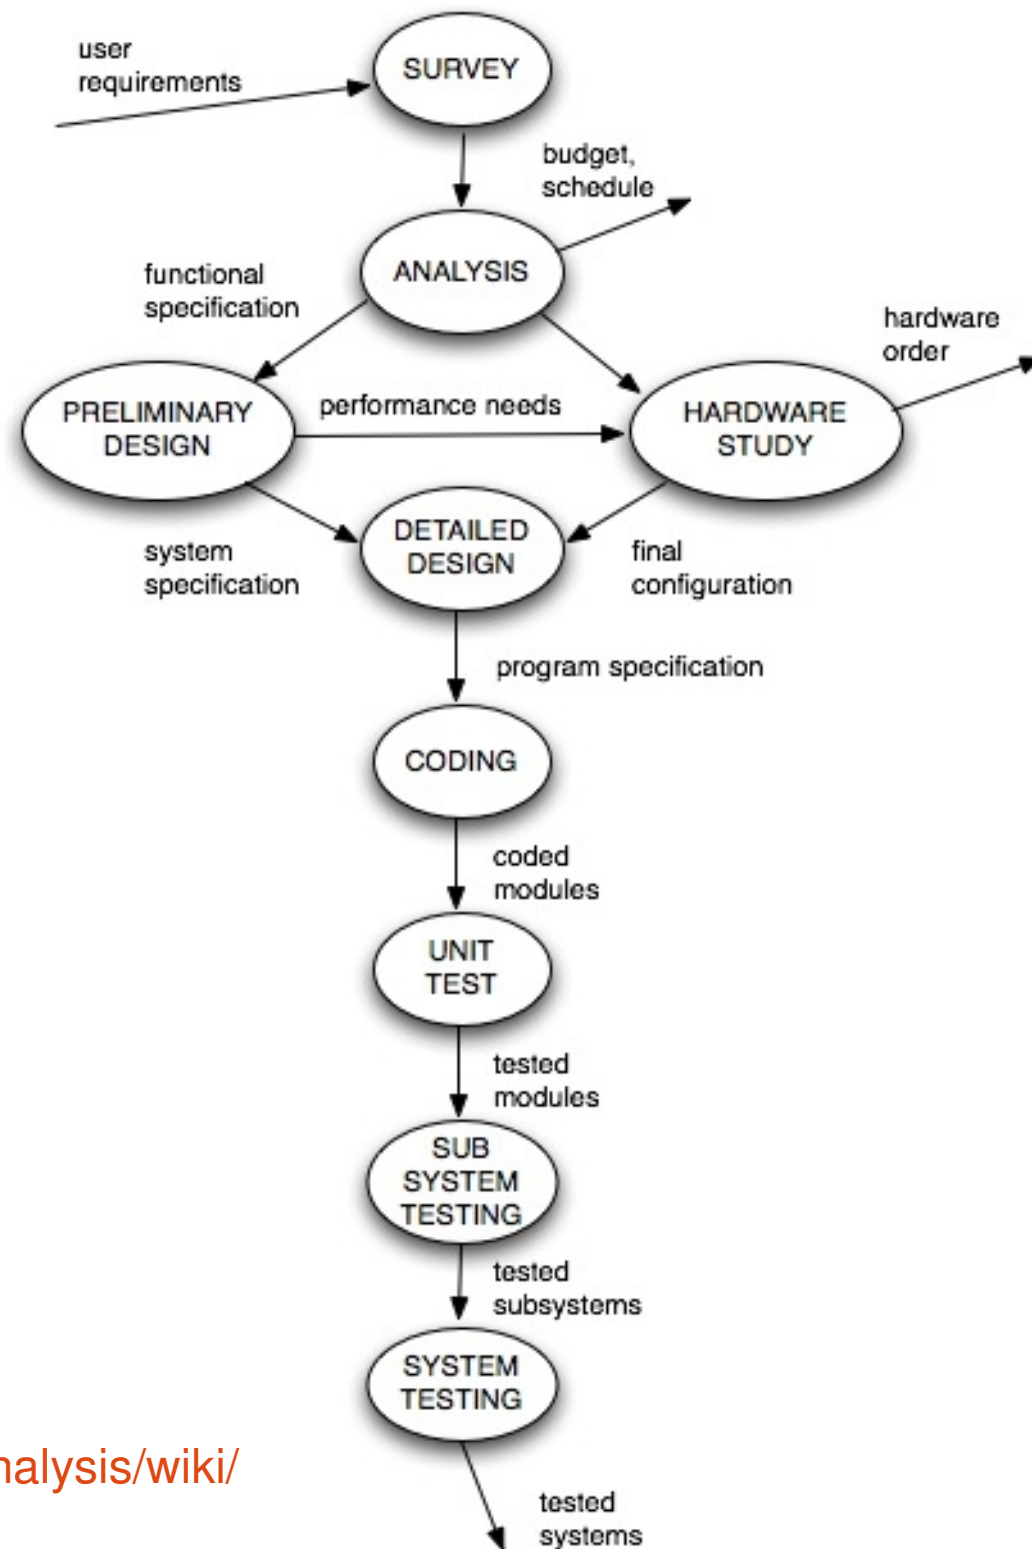 user
requirements
SURVEY
budget,
schedule
ANALYSIS
functional
specification
hardware
order
PRELIMINARY
DESIGN
performance needs
HARDWARE
STUDY
DETAILED
DESIGN
system
specification
final
configuration
program specification
CODING
coded
modules
UNIT
TEST
tested
modules
SUB
SYSTEM
TESTING
tested
subsystems
SYSTEM
TESTING
nalysis/wiki/
tested
systems